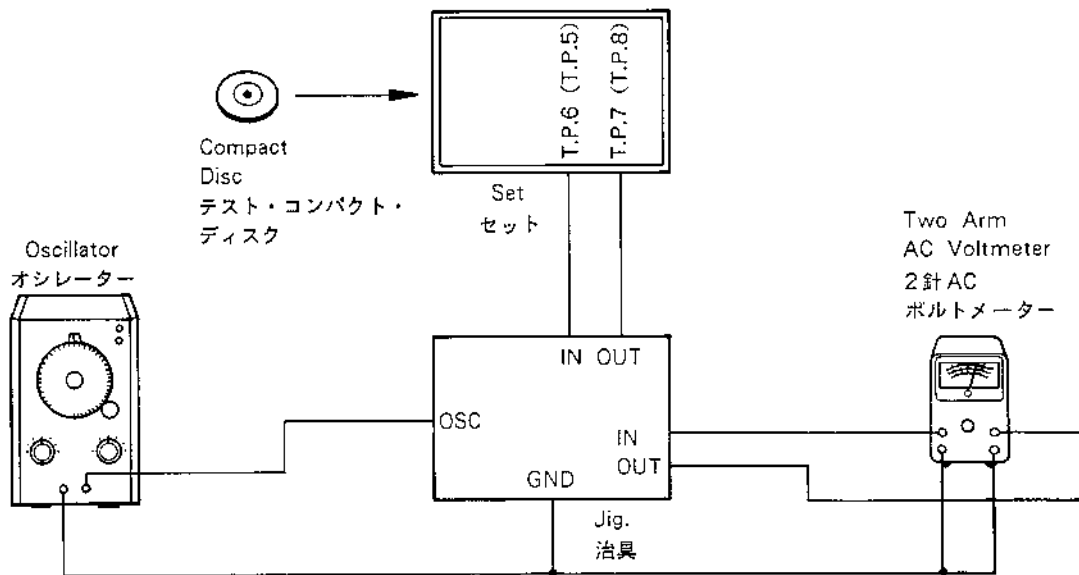 T.P.6 (T.P.5)
T.P.7 (T.P.8)
Compact
Disc
テスト・コンパクト・
ディスク
Set
セット
Oscillator
オシレーター
Two Arm
AC Voltmeter
2針AC
ボルトメーター
IN OUT
OSC
IN
OUT
GND
Jig.
治具